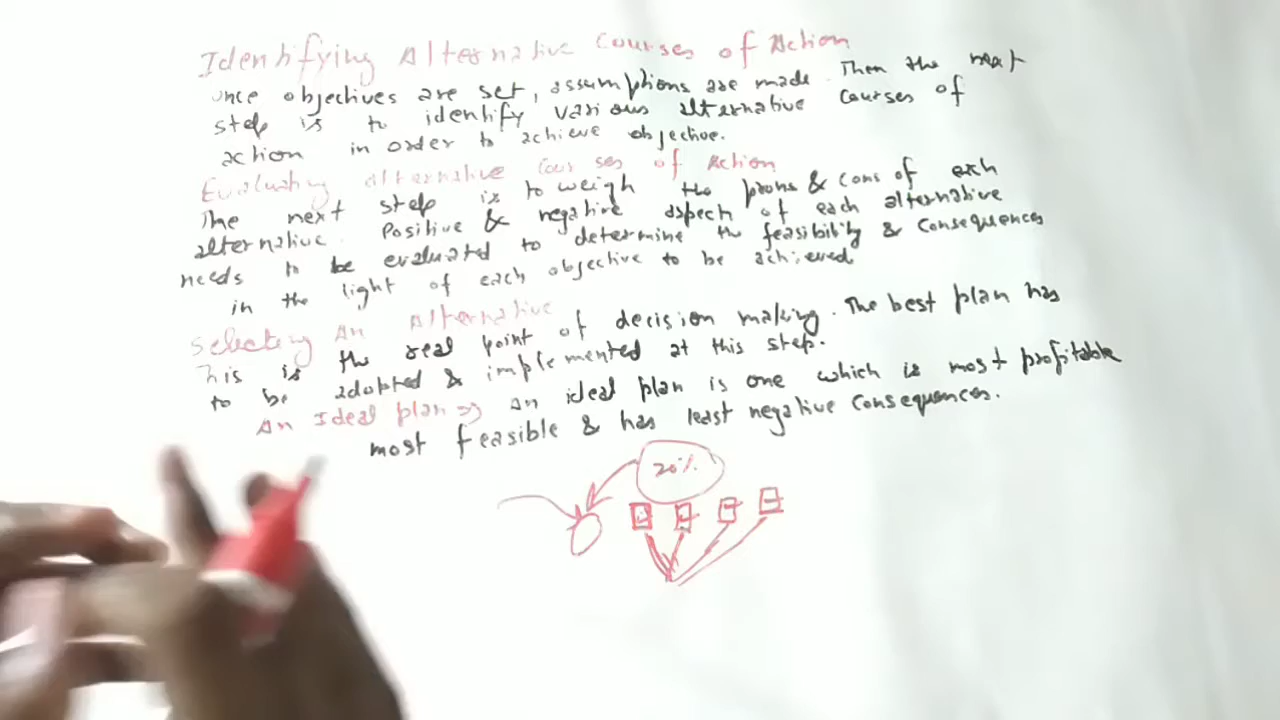 Identifying Alternative Courses of Action
once objectives are set, assumptions are made. Then the next
step is to identify various alternative courses of
action in order to achieve objective.
Evaluating alternative Courses of Action
The next step is to weigh the prons & cons of each
alternative. Positive & negative aspech of each alternative
needs to be evaluated to determine the feasibility & consequences
in the light of each objective to be achieved.
Selecting An Alternative
This is the real point of decision making. The best plan has
to be adopted & implemented at this step.
An Ideal plan => an ideal plan is one which is most profitable
most feasible & has least negative consequences.
20%